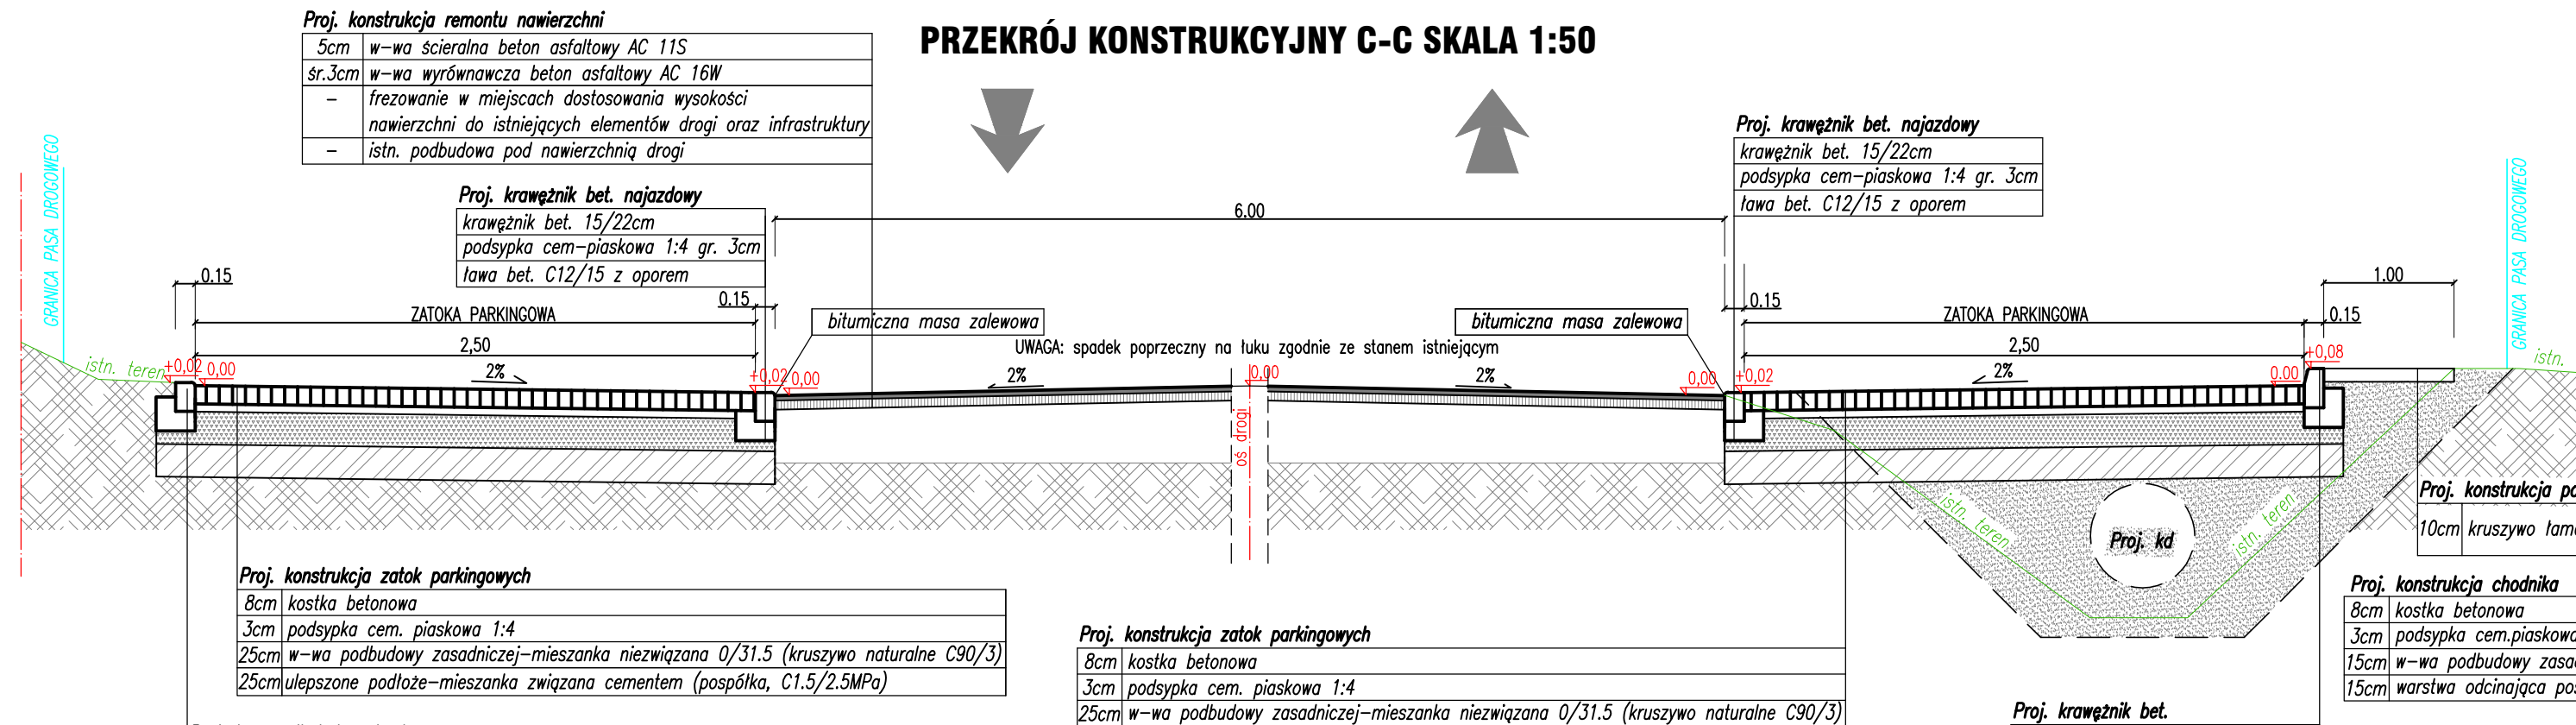 Proj. konstrukcja remontu nawierzchni
5cm w-wa ścieralna beton asfaltowy AC 11S
śr.3cm w-wa wyrównawcza beton asfaltowy AC 16W
- frezowanie w miejscach dostosowania wysokości
nawierzchni do istniejących elementów drogi oraz infrastruktury
- istn. podbudowa pod nawierzchnią drogi
PRZEKRÓJ KONSTRUKCYJNY C-C SKALA 1:50
Proj. krawężnik bet. najazdowy
krawężnik bet. 15/22cm
podsypka cem-piaskowa 1:4 gr. 3cm
ława bet. C12/15 z oporem
Proj. krawężnik bet. najazdowy
krawężnik bet. 15/22cm
podsypka cem-piaskowa 1:4 gr. 3cm
ława bet. C12/15 z oporem
GRANICA PASA DROGOWEGO
GRANICA PASA DROGOWEGO
6.00
0.15
0.15
0.15
1.00
0.15
ZATOKA PARKINGOWA
ZATOKA PARKINGOWA
bitumiczna masa zalewowa
bitumiczna masa zalewowa
UWAGA: spadek poprzeczny na łuku zgodnie ze stanem istniejącym
2,50
2,50
istn. teren
+0,02
0,00
2%
+0,02
0,00
2%
0,00
2%
0,00
+0,02
2%
0.00
+0,08
istn.
oś drogi
istn. teren
Proj. kd
istn. teren
Proj. konstrukcja
10cm kruszywo
Proj. konstrukcja zatok parkingowych
8cm kostka betonowa
3cm podsypka cem. piaskowa 1:4
25cm w-wa podbudowy zasadniczej-mieszanka niezwiązana 0/31.5 (kruszywo naturalne C90/3)
25cm ulepszone podłoże-mieszanka związana cementem (pospółka, C1.5/2.5MPa)
Proj. konstrukcja zatok parkingowych
8cm kostka betonowa
3cm podsypka cem. piaskowa 1:4
25cm w-wa podbudowy zasadniczej-mieszanka niezwiązana 0/31.5 (kruszywo naturalne C90/3)
Proj. konstrukcja chodnika
8cm kostka betonowa
3cm podsypka cem.piaskowa
15cm w-wa podbudowy
15cm warstwa odcinająca
Proj. krawężnik bet.